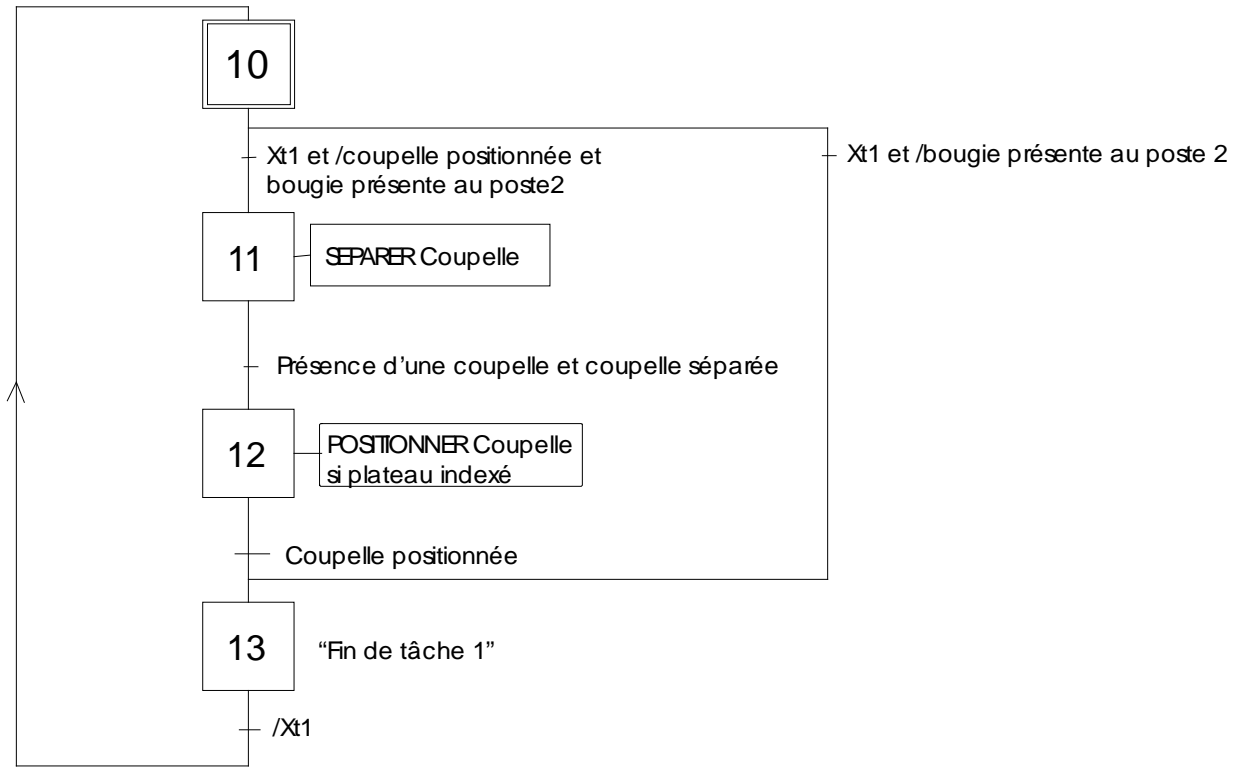 10
Xt1 et /coupelle positionnée et
bougie présente au poste2
Xt1 et /bougie présente au poste 2
11
SEPARER Coupelle
Présence d'une coupelle et coupelle séparée
12
POSITIONNER Coupelle
si plateau indexé
Coupelle positionnée
13
“Fin de tâche 1”
/Xt1